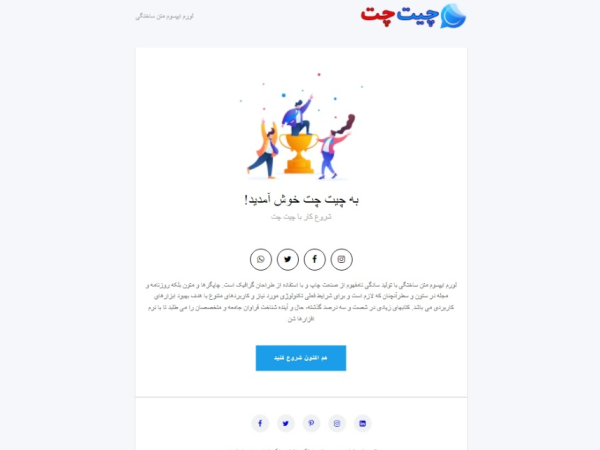 چیت چت
لورم ایپسوم متن ساختگی
به چیت چت خوش آمدید!
شروع کار با چیت چت
لورم ایپسوم متن ساختگی با تولید سادگی نامفهوم از صنعت چاپ و با استفاده از طراحان گرافیک است. چاپگرها و متون بلکه روزنامه و
مجله در ستون و سطرآنچنان که لازم است و برای شرایط فعلی تکنولوژی مورد نیاز و کاربردهای متنوع با هدف بهبود ابزارهای
کاربردی می باشد. کتابهای زیادی در شصت و سه درصد گذشته، حال و آینده شناخت فراوان جامعه و متخصصان را می طلبد تا با نرم
افزارها شن
هم اکنون شروع کنید